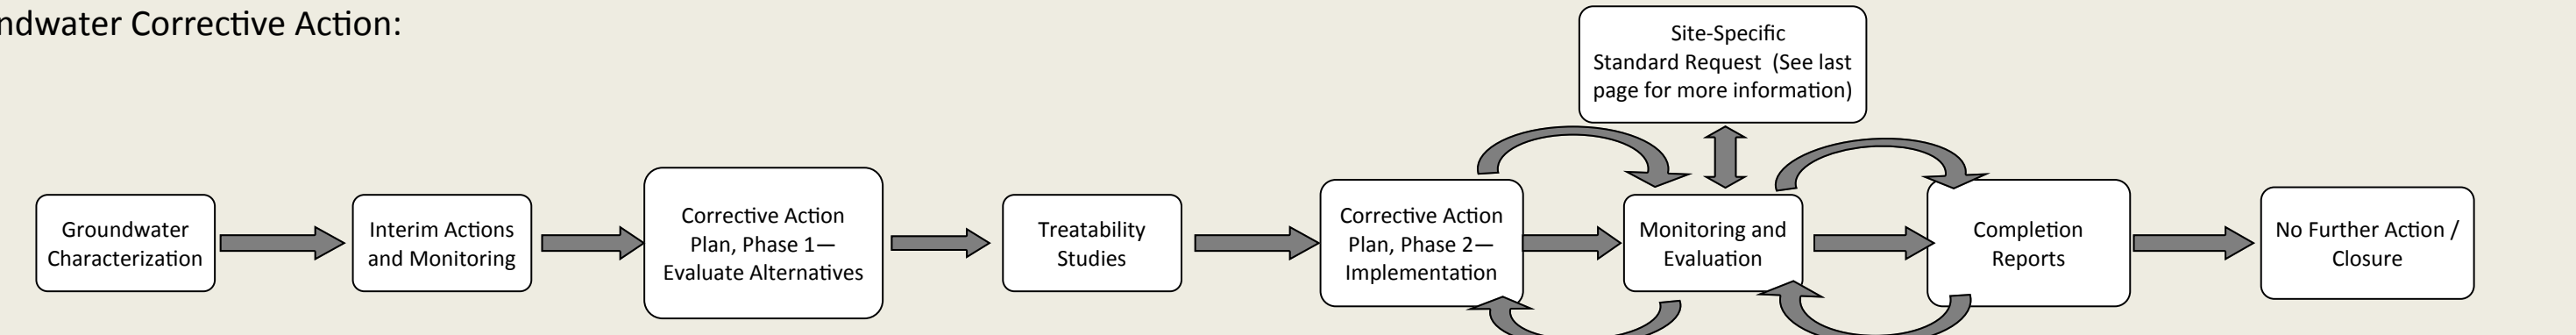 ndwater Corrective Action:
Site-Specific
Standard Request (See last
page for more information)
Groundwater
Characterization
Interim Actions
and Monitoring
Corrective Action
Plan, Phase 1—
Evaluate Alternatives
Treatability
Studies
Corrective Action
Plan, Phase 2—
Implementation
Monitoring and
Evaluation
Completion
Reports
No Further Action /
Closure